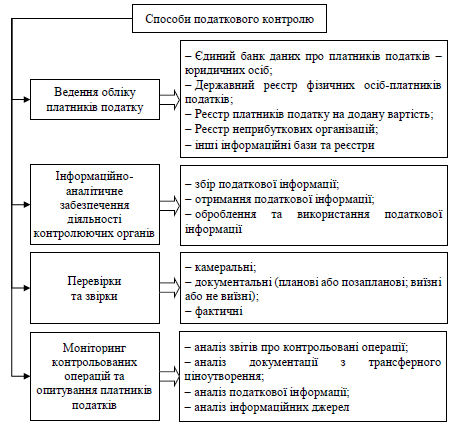 Способи податкового контролю
Ведення обліку
платників податку
– Єдиний банк даних про платників податків –
юридичних осіб;
– Державний реєстр фізичних осіб-платників
податків;
– Реєстр платників податку на додану вартість;
– Реєстр неприбуткових організацій;
– інші інформаційні бази та реєстри
Інформаційно-
аналітичне
забезпечення
діяльності
контролюючих органів
– збір податкової інформації;
– отримання податкової інформації;
– оброблення та використання податкової
інформації
Перевірки
та звірки
– камеральні;
– документальні (планові або позапланові; виїзні
або не виїзні);
– фактичні
Моніторинг
контрольованих
операцій та
опитування платників
податків
– аналіз звітів про контрольовані операції;
– аналіз документації з трансферного
ціноутворення;
– аналіз податкової інформації;
– аналіз інформаційних джерел